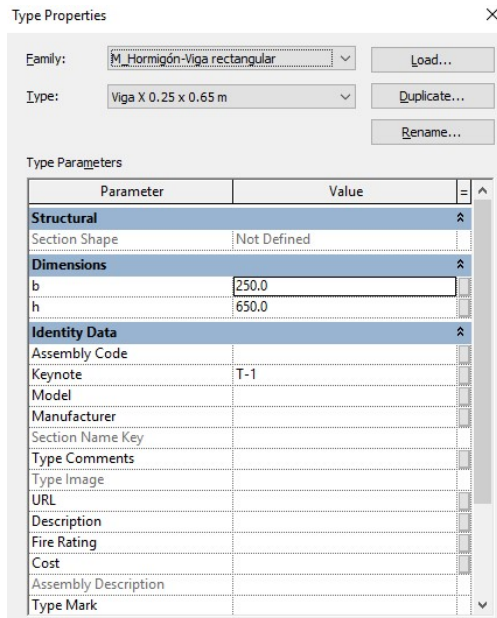 Type Properties
Family: M_Hormigón-Viga rectangular Load...
Type: Viga X 0.25 x 0.65 m Duplicate...
Rename...
Type Parameters
Parameter Value =
Structural
Section Shape Not Defined
Dimensions
b 250.0
h 650.0
Identity Data
Assembly Code
Keynote T-1
Model
Manufacturer
Section Name Key
Type Comments
Type Image
URL
Description
Fire Rating
Cost
Assembly Description
Type Mark